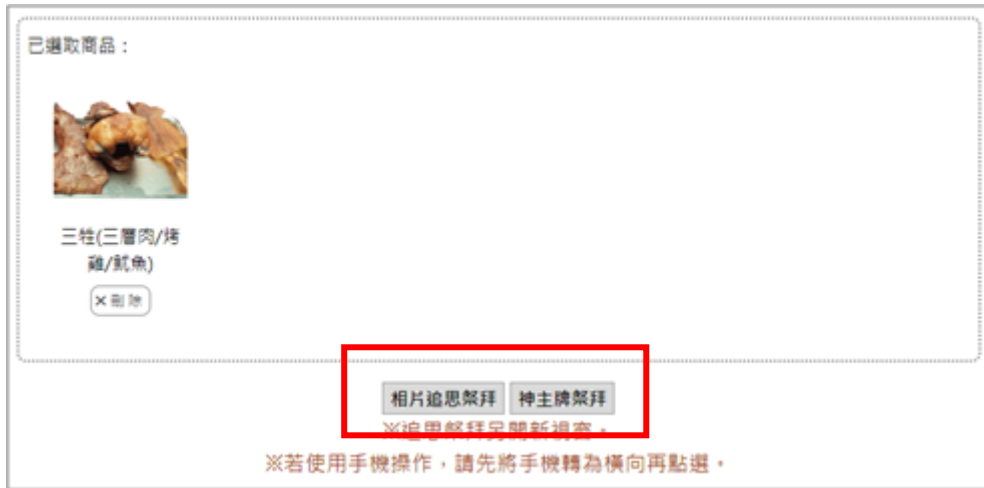 已選取商品：
三牲(三層肉/烤
雞/魷魚)
×刪除
相片追思祭拜 神主牌祭拜
※追思祭拜另開新視窗。
※若使用手機操作，請先將手機轉為橫向再點選。